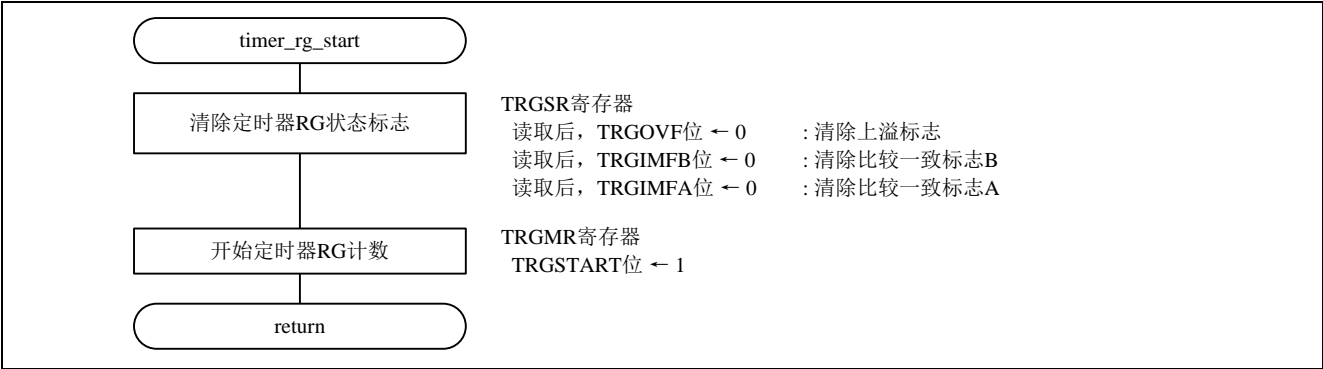 timer_rg_start
清除定时器RG状态标志
TRGSR寄存器
读取后，TRGOVF位 ← 0 : 清除上溢标志
读取后，TRGIMFB位 ← 0 : 清除比较一致标志B
读取后，TRGIMFA位 ← 0 : 清除比较一致标志A
开始定时器RG计数
TRGMR寄存器
TRGSTART位 ← 1
return